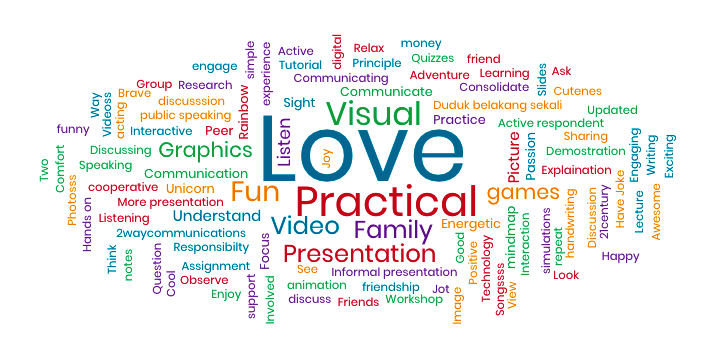 Love
Practical
Visual
Presentation
Fun
Video
Family
Graphics
games
Listen
Joy
engage
simple
experience
Active
Tutorial
digital
Relax
Principle
money
Quizzes
friend
Communicating
Adventure
Learning
Consolidate
Slides
Ask
Cutenes
Group
Research
Brave
discusssion
public speaking
Rainbow
Sight
Communicate
Duduk belakang sekali
Practice
Updated
Active respondent
Sharing
Demostration
Explaination
Picture
Passion
Engaging
Writing
Exciting
Way
Videoss
acting
funny
Interactive
Peer
Discussing
Speaking
Two
Comfort
Communication
cooperative
Unicorn
Photosss
Hands on
More presentation
Listening
Understand
2waycommunications
Responsibilty
Think
notes
Question
Cool
Assignment
Observe
Enjoy
support
Focus
Involved
See
Informal presentation
animation
friendship
Jot
discuss
Friends
Workshop
Energetic
Good
Positive
Image
Technology
Songssss
View
mindmap
Interaction
simulations
repeat
handwriting
Look
Discussion
21century
Have Joke
Lecture
Awesome
Happy